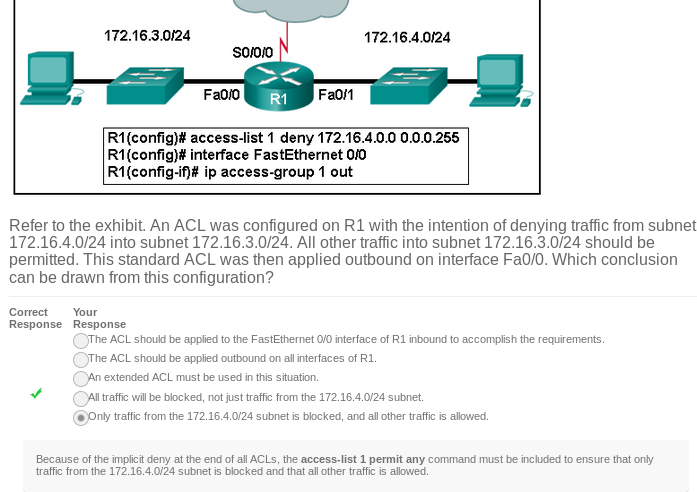 172.16.3.0/24
172.16.4.0/24
S0/0/0
Fa0/0
R1
Fa0/1
R1(config)# access-list 1 deny 172.16.4.0.0 0.0.0.255
R1(config)# interface FastEthernet 0/0
R1(config-if)# ip access-group 1 out
Refer to the exhibit. An ACL was configured on R1 with the intention of denying traffic from subnet
172.16.4.0/24 into subnet 172.16.3.0/24. All other traffic into subnet 172.16.3.0/24 should be
permitted. This standard ACL was then applied outbound on interface Fa0/0. Which conclusion
can be drawn from this configuration?
Correct Response
Your Response
The ACL should be applied to the FastEthernet 0/0 interface of R1 inbound to accomplish the requirements.
The ACL should be applied outbound on all interfaces of R1.
An extended ACL must be used in this situation.
All traffic will be blocked, not just traffic from the 172.16.4.0/24 subnet.
Only traffic from the 172.16.4.0/24 subnet is blocked, and all other traffic is allowed.
Because of the implicit deny at the end of all ACLs, the access-list 1 permit any command must be included to ensure that only
traffic from the 172.16.4.0/24 subnet is blocked and that all other traffic is allowed.